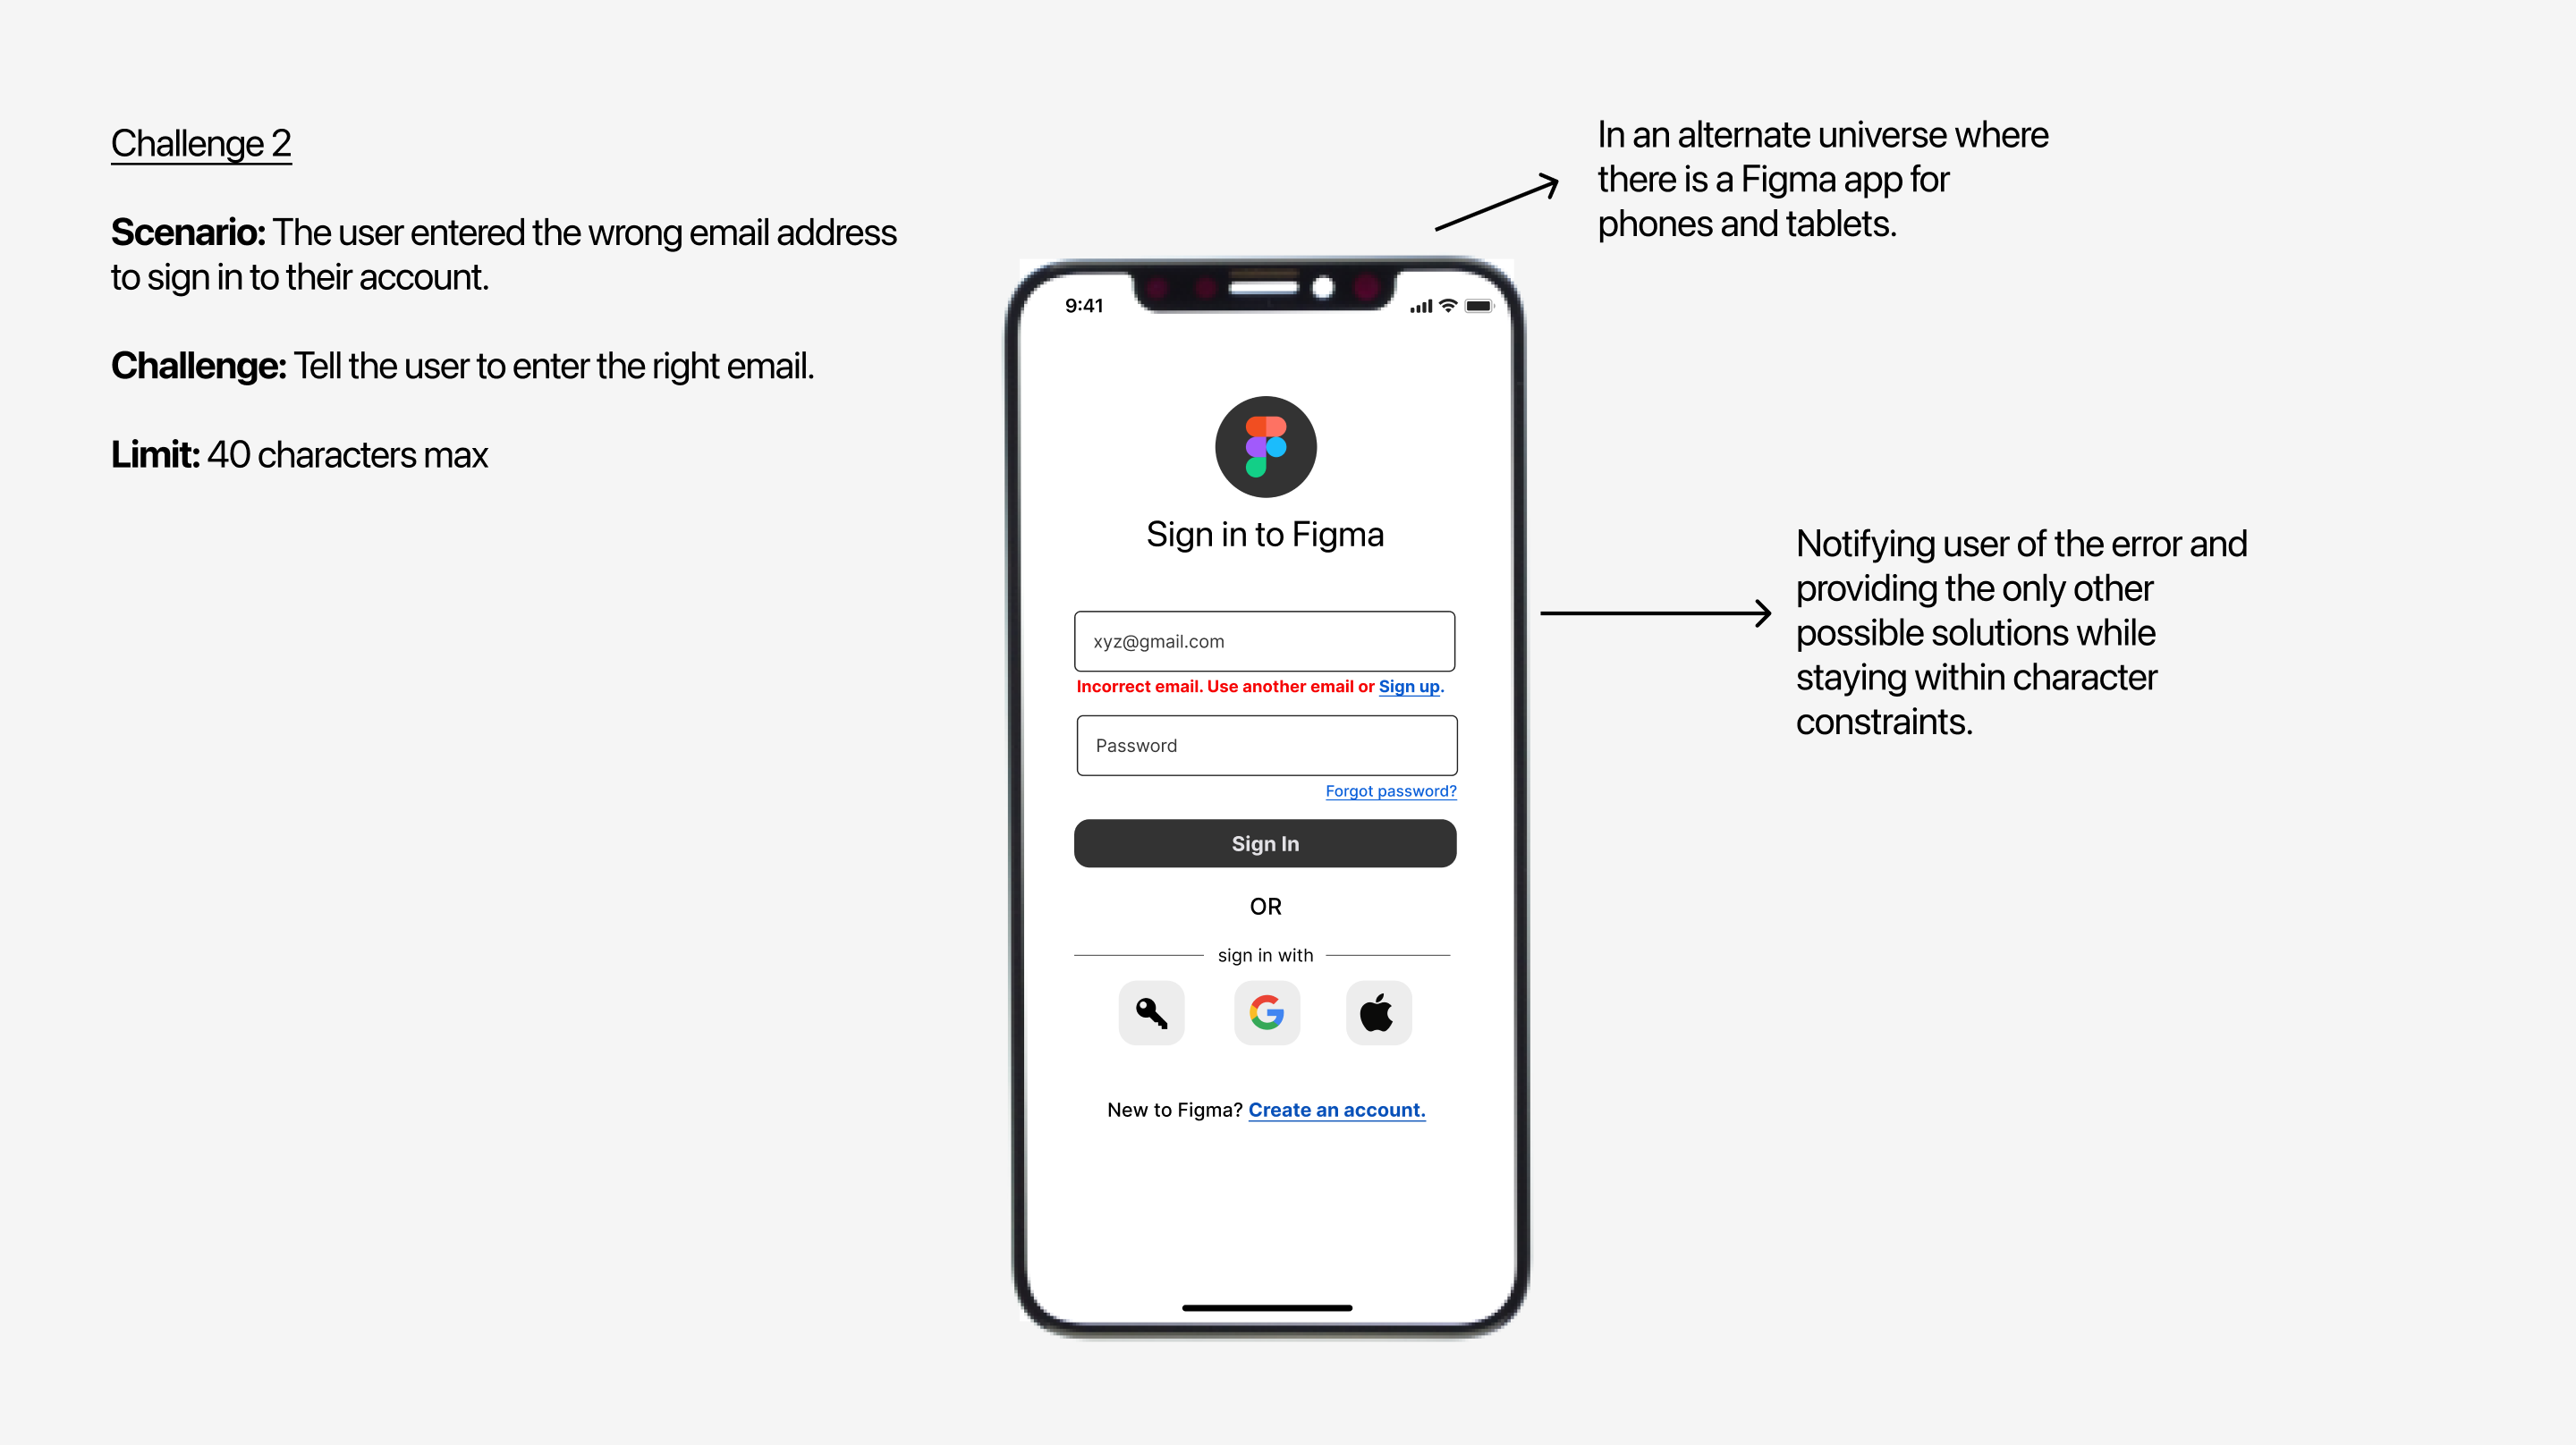 Challenge 2
Scenario: The user entered the wrong email address
to sign in to their account.
Challenge: Tell the user to enter the right email.
Limit: 40 characters max
In an alternate universe where
there is a Figma app for
phones and tablets.
9:41
Sign in to Figma
xyz@gmail.com
Incorrect email. Use another email or Sign up.
Password
Forgot password?
Sign In
OR
sign in with
New to Figma? Create an account.
Notifying user of the error and
providing the only other
possible solutions while
staying within character
constraints.